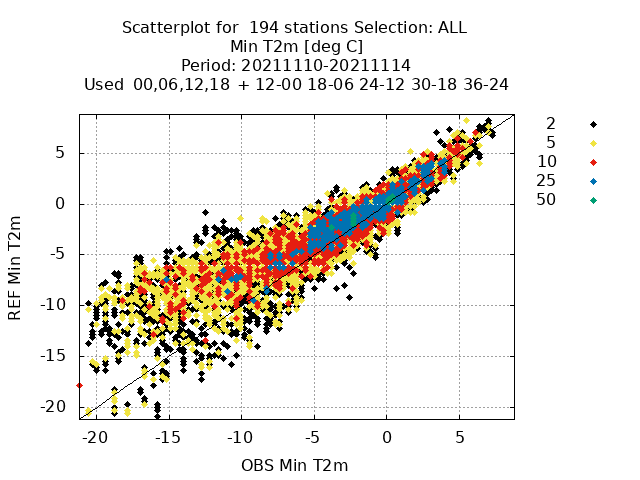 Scatterplot for  194 stations Selection: ALL
Min T2m [deg C]
Period: 20211110-20211114
Used  00,06,12,18  + 12-00 18-06 24-12 30-18 36-24
2
5
10
25
50
5
0
-5
-10
-15
-20
REF Min T2m
-20 -15 -10 -5 0 5
OBS Min T2m